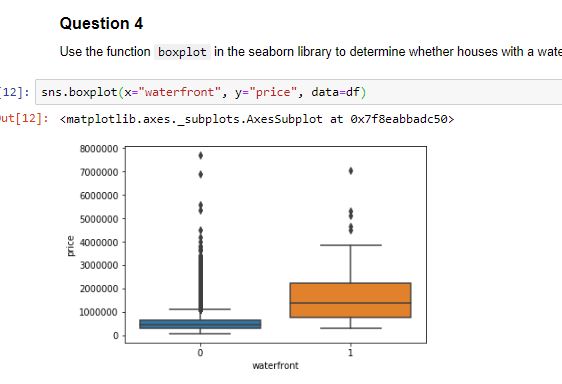 Question 4
Use the function boxplot in the seaborn library to determine whether houses with a
[12]: sns.boxplot(x="waterfront", y="price", data=df)
[12]: <matplotlib.axes._subplots.AxesSubplot at 0x7f8eabbadc50>
8000000
7000000
6000000
5000000
4000000
3000000
2000000
1000000
0
price
0 1
waterfront